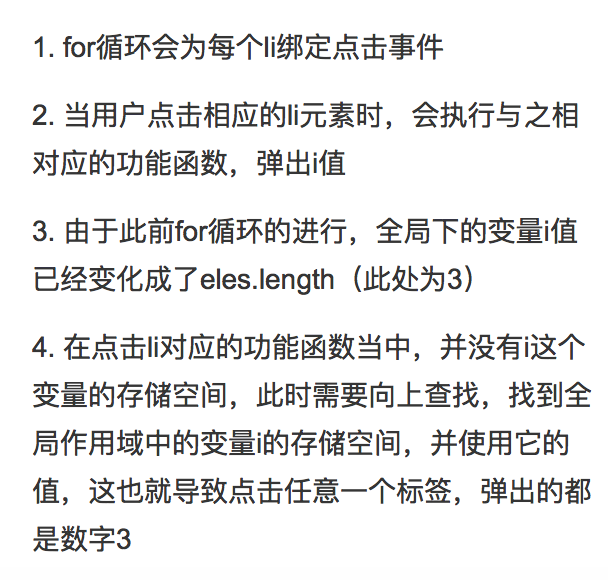 1. for循环会为每个li绑定点击事件
2. 当用户点击相应的li元素时，会执行与之相
对应的功能函数，弹出i值
3. 由于此前for循环的进行，全局下的变量i值
已经变化成了eles.length（此处为3）
4. 在点击li对应的功能函数当中，并没有i这个
变量的存储空间，此时需要向上查找，找到全
局作用域中的变量i的存储空间，并使用它的
值，这也就导致点击任意一个标签，弹出的都
是数字3